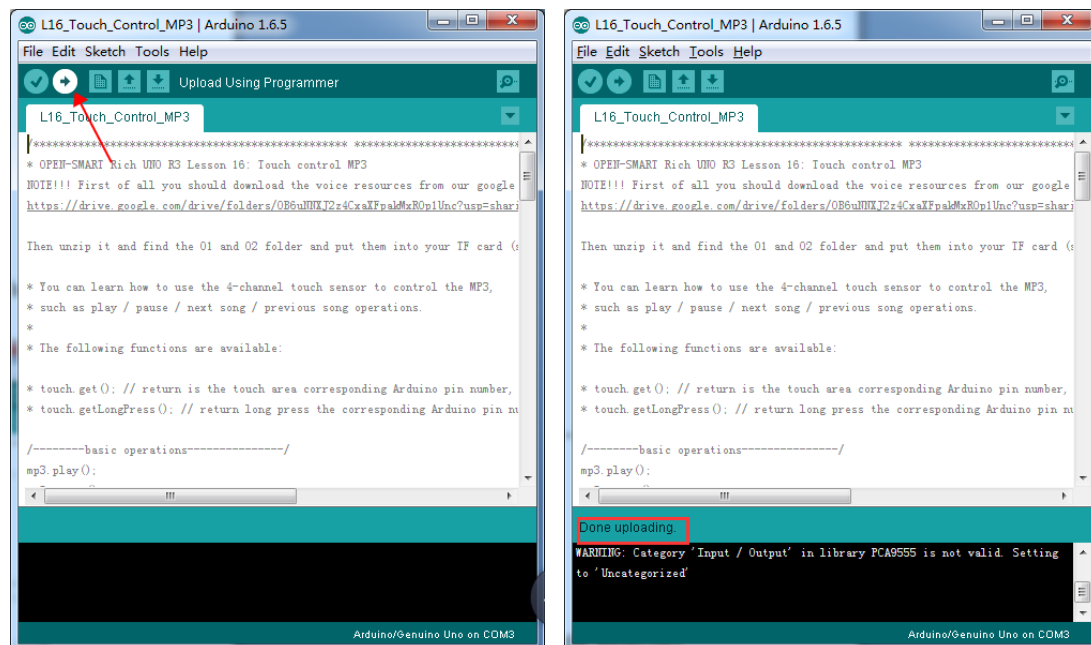 L16_Touch_Control_MP3 | Arduino 1.6.5
File Edit Sketch Tools Help
Upload Using Programmer
L16_Touch_Control_MP3
/************************************************* *************************
* OPEN-SMART Rich UNO R3 Lesson 16: Touch control MP3
NOTE!!! First of all you should download the voice resources from our google
Then unzip it and find the 01 and 02 folder and put them into your TF card (s
* You can learn how to use the 4-channel touch sensor to control the MP3,
* such as play / pause / next song / previous song operations.
*
* The following functions are available:
* touch.get(); // return is the touch area corresponding Arduino pin number,
* touch.getLongPress(); // return long press the corresponding Arduino pin nu
/--------basic operations---------------/
mp3.play();
Arduino/Genuino Uno on COM3
L16_Touch_Control_MP3 | Arduino 1.6.5
File Edit Sketch Tools Help
L16_Touch_Control_MP3
/************************************************* *************************
* OPEN-SMART Rich UNO R3 Lesson 16: Touch control MP3
NOTE!!! First of all you should download the voice resources from our google
Then unzip it and find the 01 and 02 folder and put them into your TF card (s
* You can learn how to use the 4-channel touch sensor to control the MP3,
* such as play / pause / next song / previous song operations.
*
* The following functions are available:
* touch.get(); // return is the touch area corresponding Arduino pin number,
* touch.getLongPress(); // return long press the corresponding Arduino pin nu
/--------basic operations---------------/
mp3.play();
Done uploading.
WARNING: Category 'Input / Output' in library PCA9555 is not valid. Setting
to 'Uncategorized'
Arduino/Genuino Uno on COM3